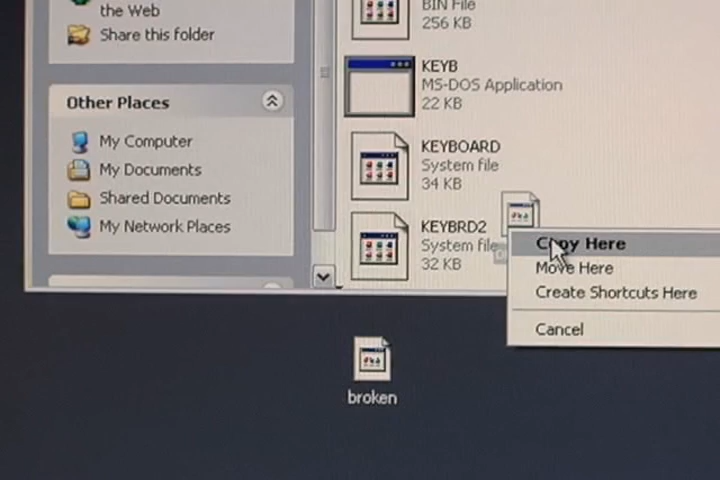 the Web
Share this folder
Other Places
My Computer
My Documents
Shared Documents
My Network Places
BIN File
256 KB
KEYB
MS-DOS Application
22 KB
KEYBOARD
System file
34 KB
KEYBRD2
System file
32 KB
Copy Here
Move Here
Create Shortcuts Here
Cancel
broken